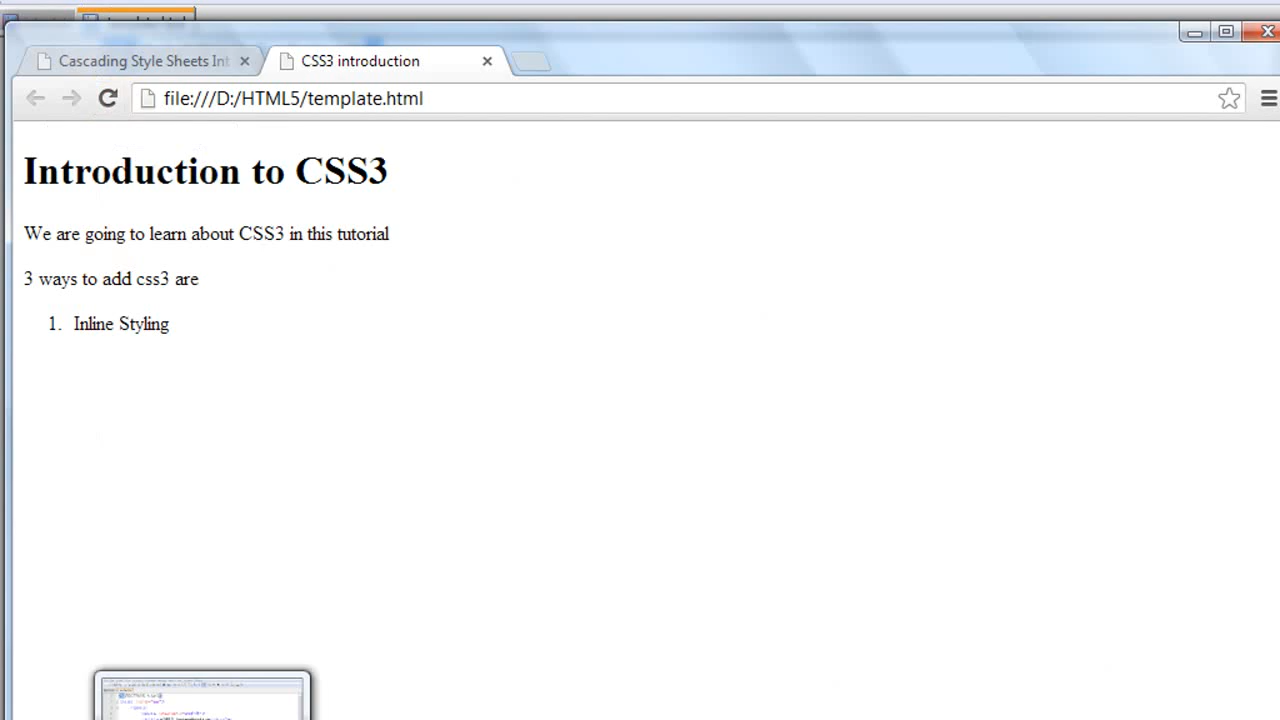 Cascading Style Sheets Int
CSS3 introduction
file:///D:/HTML5/template.html
Introduction to CSS3
We are going to learn about CSS3 in this tutorial
3 ways to add css3 are
1. Inline Styling